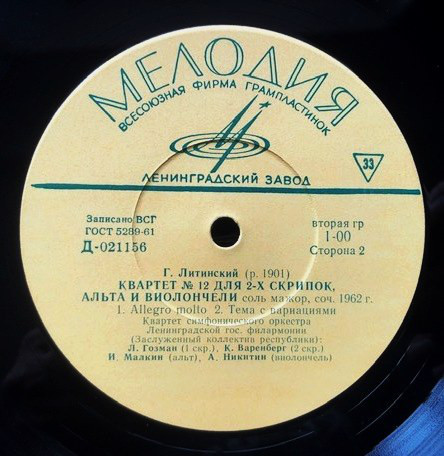 МЕЛОДИЯ
ВСЕСОЮЗНАЯ ФИРМА ГРАМПЛАСТИНОК
ЛЕНИНГРАДСКИЙ ЗАВОД
33
Записано ВСГ
ГОСТ 5289-61
Д-021156
вторая гр
1-00
Сторона 2
Г. Литинский (р. 1901)
КВАРТЕТ № 12 ДЛЯ 2-Х СКРИПОК,
АЛЬТА И ВИОЛОНЧЕЛИ соль мажор, соч. 1962 г.
1. Allegro molto 2. Тема с вариациями
Квартет симфонического оркестра
Ленинградской гос. филармонии
(Заслуженный коллектив республики):
Л. Гозман (1 скр.), К. Варенберг (2 скр.)
И. Малкин (альт), А. Никитин (виолончель)